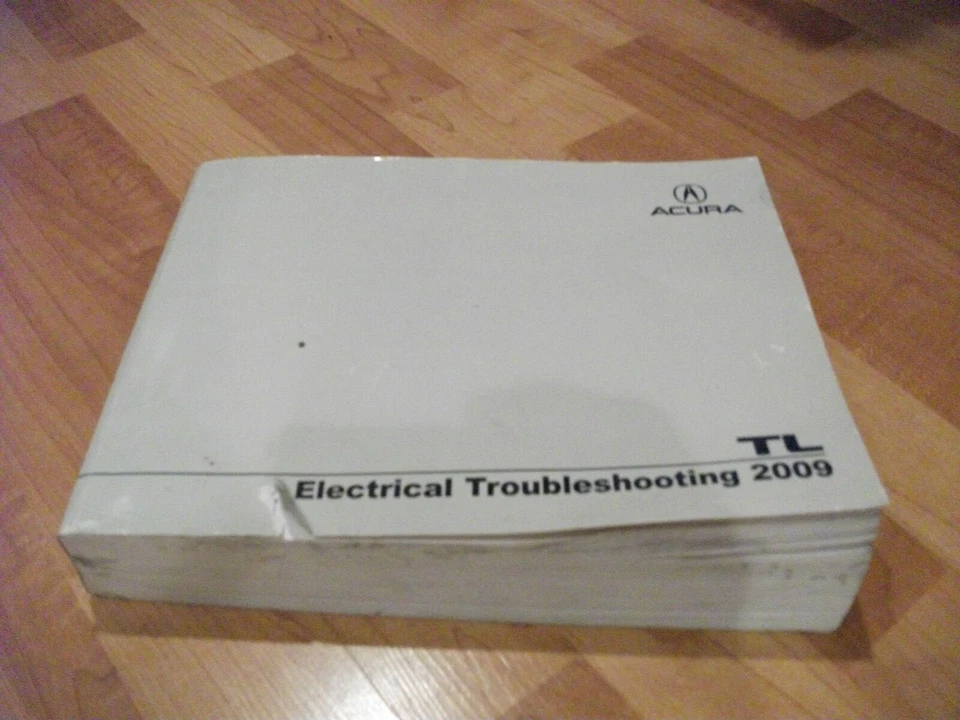 ACURA
TL
Electrical Troubleshooting 2009